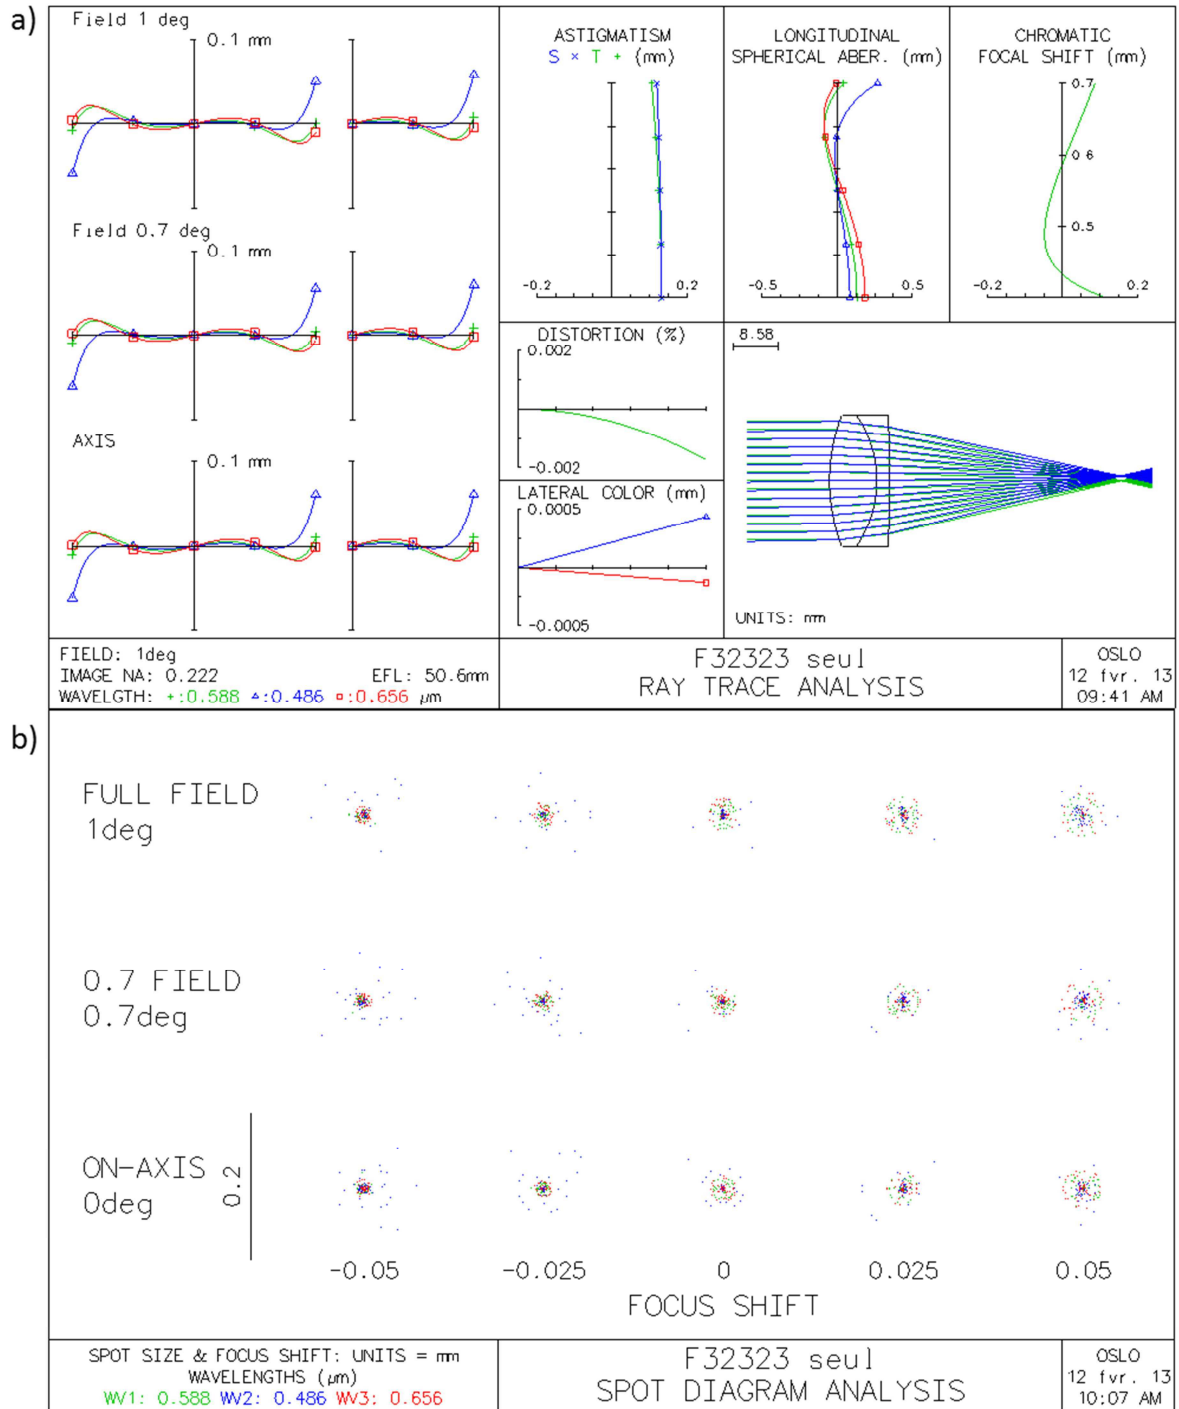 a)
Field 1 deg
0.1 mm
Field 0.7 deg
0.1 mm
AXIS
0.1 mm
ASTIGMATISM
S × T + (mm)
-0.2
0.2
LONGITUDINAL
SPHERICAL ABER. (mm)
-0.5
0.5
CHROMATIC
FOCAL SHIFT (mm)
0.7
0.6
0.5
-0.2
0.2
DISTORTION (%)
0.002
-0.002
LATERAL COLOR (mm)
0.0005
-0.0005
8.58
UNITS: mm
FIELD: 1deg
IMAGE NA: 0.222 EFL: 50.6mm
WAVELGTH: +:0.588 △:0.486 □:0.656 μm
F32323 seul
RAY TRACE ANALYSIS
OSLO
12 fvr. 13
09:41 AM
b)
FULL FIELD
1deg
0.7 FIELD
0.7deg
ON-AXIS
0deg
0.2
-0.05 -0.025 0 0.025 0.05
FOCUS SHIFT
SPOT SIZE & FOCUS SHIFT: UNITS = mm
WAVELENGTHS (μm)
WV1: 0.588 WV2: 0.486 WV3: 0.656
F32323 seul
SPOT DIAGRAM ANALYSIS
OSLO
12 fvr. 13
10:07 AM